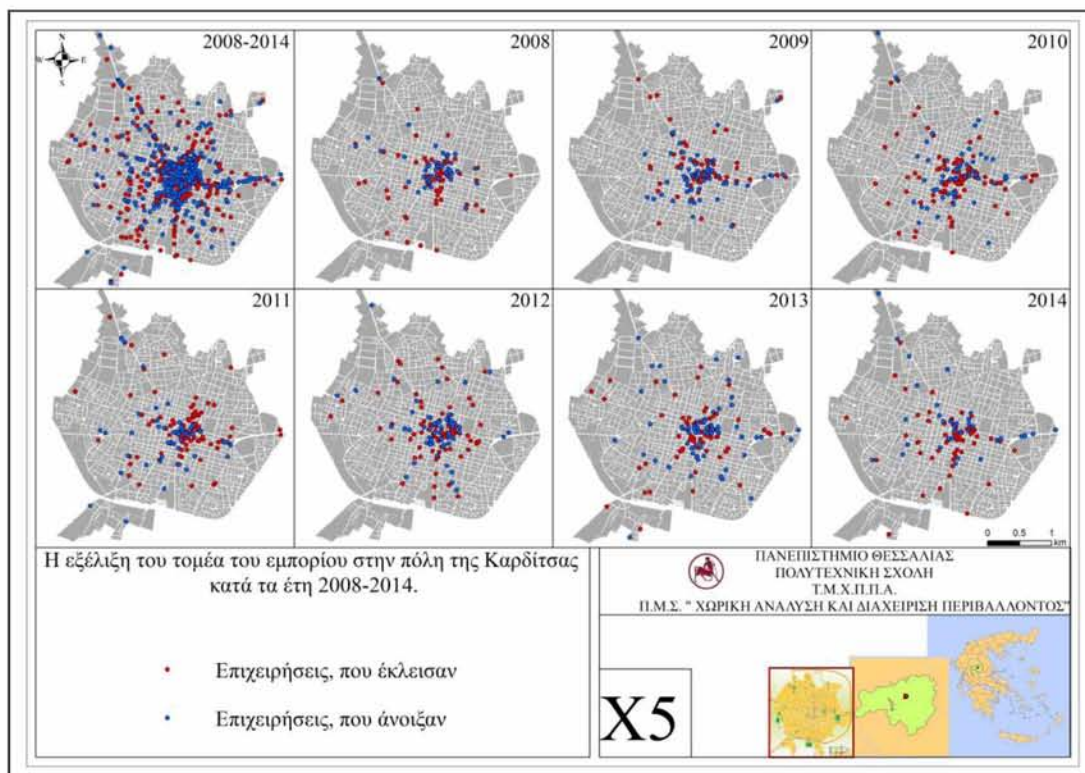 2008-2014
2008
2009
2010
2011
2012
2013
2014
0 0.5 1
km
Η εξέλιξη του τομέα του εμπορίου στην πόλη της Καρδίτσας
κατά τα έτη 2008-2014.
Επιχειρήσεις, που έκλεισαν
Επιχειρήσεις, που άνοιξαν
ΠΑΝΕΠΙΣΤΗΜΙΟ ΘΕΣΣΑΛΙΑΣ
ΠΟΛΥΤΕΧΝΙΚΗ ΣΧΟΛΗ
Τ.Μ.Χ.Π.Π.Α.
Π.Μ.Σ. " ΧΩΡΙΚΗ ΑΝΑΛΥΣΗ ΚΑΙ ΔΙΑΧΕΙΡΙΣΗ ΠΕΡΙΒΑΛΛΟΝΤΟΣ"
Χ5